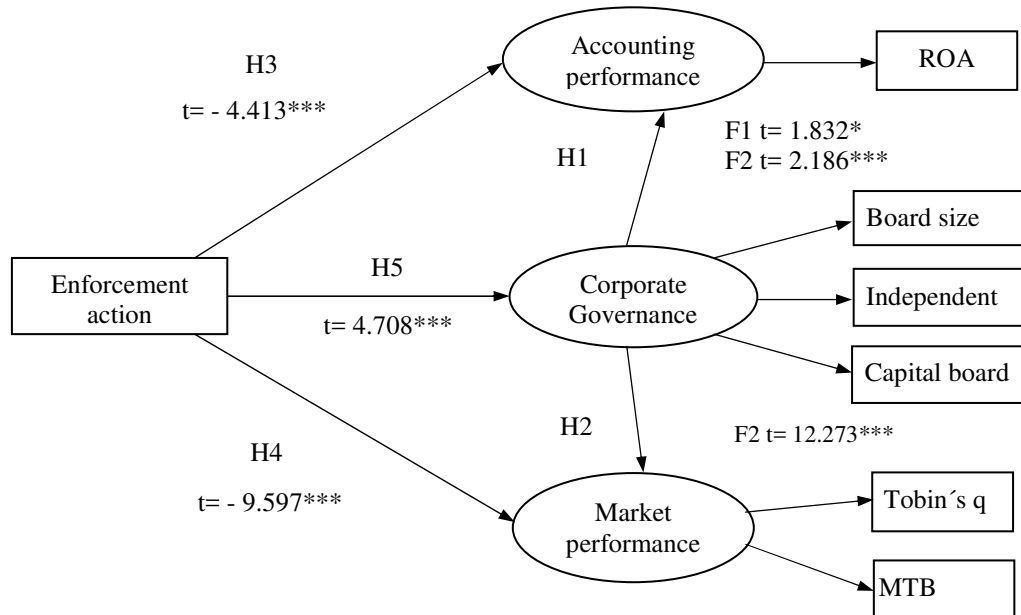 Accounting
performance
ROA
H3
t= - 4.413***
H1
F1 t= 1.832*
F2 t= 2.186***
Board size
Enforcement
action
H5
t= 4.708***
Corporate
Governance
Independent
Capital board
H2
F2 t= 12.273***
H4
t= - 9.597***
Market
performance
Tobin´s q
MTB